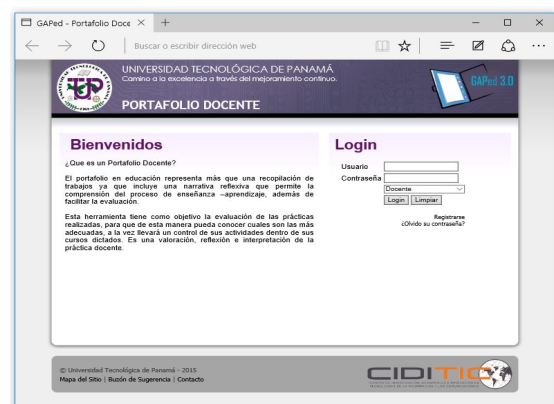 GAPed - Portafolio Doce
Buscar o escribir dirección web
UNIVERSIDAD TECNOLÓGICA DE PANAMÁ
Camino a la excelencia a través del mejoramiento continuo.
PORTAFOLIO DOCENTE
GAPed 3.0
Bienvenidos
¿Que es un Portafolio Docente?
El portafolio en educación representa más que una recopilación de
trabajos ya que incluye una narrativa reflexiva que permite la
comprensión del proceso de enseñanza –aprendizaje, además de
facilitar la evaluación.
Esta herramienta tiene como objetivo la evaluación de las prácticas
realizadas, para que de esta manera pueda conocer cuales son las más
adecuadas, a la vez llevará un control de sus actividades dentro de sus
cursos dictados. Es una valoración, reflexión e interpretación de la
práctica docente.
Login
Usuario
Contraseña
Docente
Login Limpiar
Registrarse
¿Olvido su contraseña?
© Universidad Tecnológica de Panamá - 2015
Mapa del Sitio | Buzón de Sugerencia | Contacto
CIDITIC